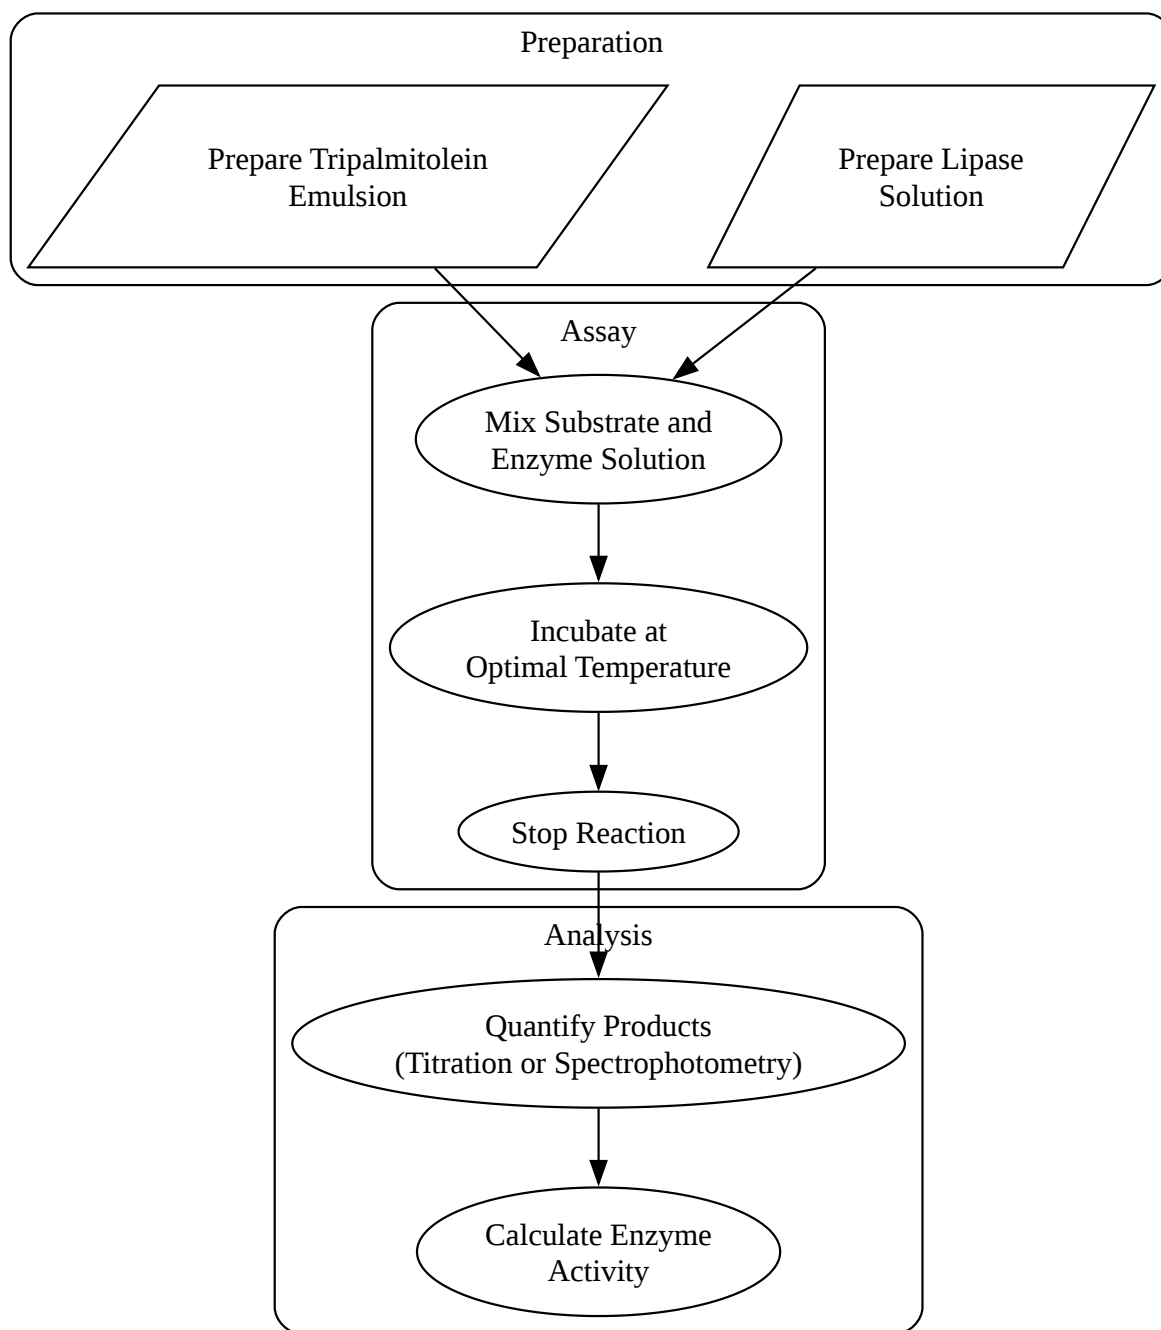 Preparation
Prepare Tripalmitolein
Emulsion
Prepare Lipase
Solution
Assay
Mix Substrate and
Enzyme Solution
Incubate at
Optimal Temperature
Stop Reaction
Analysis
Quantify Products
(Titration or Spectrophotometry)
Calculate Enzyme
Activity